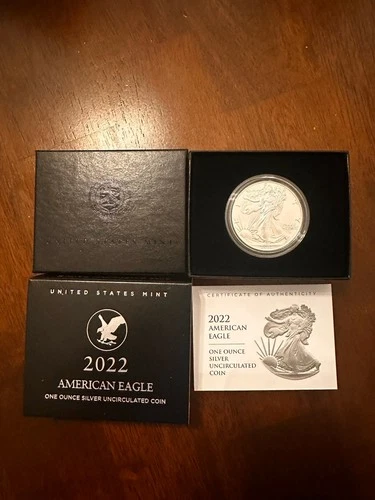 UNITED STATES MINT
2022
AMERICAN EAGLE
ONE OUNCE SILVER UNCIRCULATED COIN
CERTIFICATE OF AUTHENTICITY
2022
AMERICAN
EAGLE
ONE OUNCE
SILVER
UNCIRCULATED
COIN